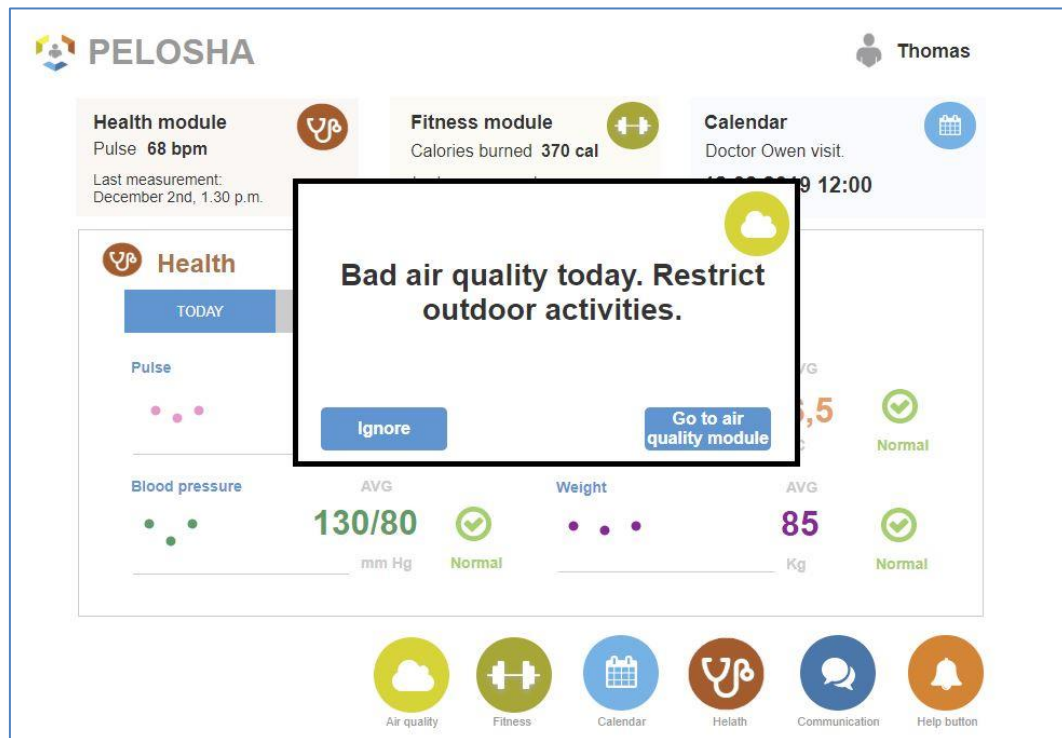 PELOSHA
Thomas
Health module
Pulse 68 bpm
Last measurement:
December 2nd, 1.30 p.m.
Fitness module
Calories burned 370 cal
Calendar
Doctor Owen visit.
12:00
Bad air quality today. Restrict
outdoor activities.
Ignore
Go to air
quality module
Health
TODAY
Pulse
,5
Normal
Blood pressure
AVG
130/80
mm Hg
Normal
Weight
AVG
85
Kg
Normal
Air quality
Fitness
Calendar
Helath
Communication
Help button